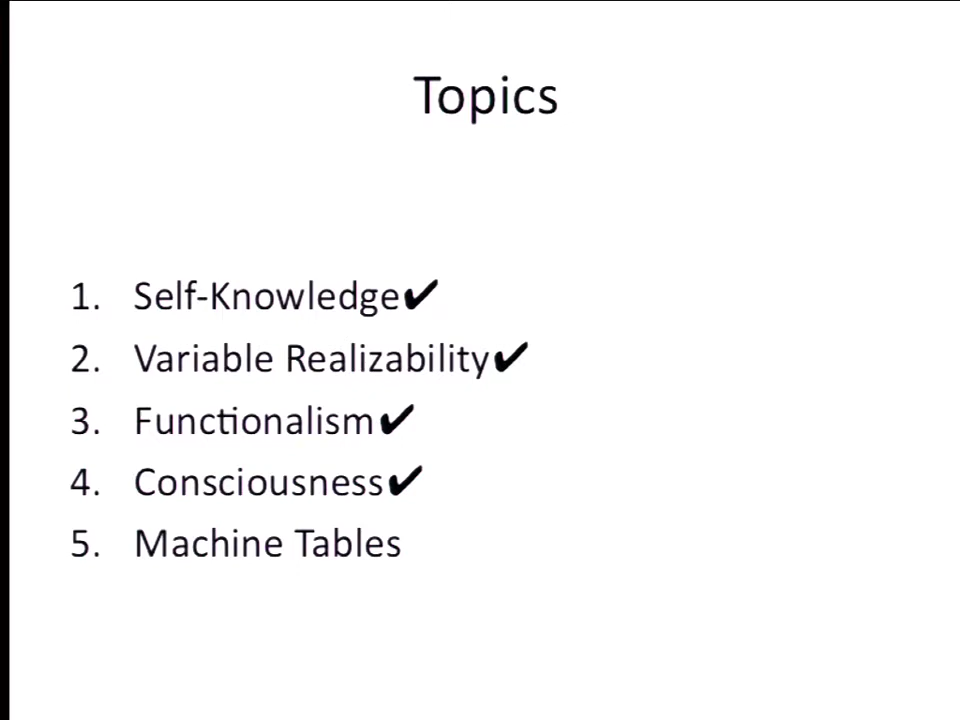 Topics
1. Self-Knowledge✔
2. Variable Realizability✔
3. Functionalism✔
4. Consciousness✔
5. Machine Tables